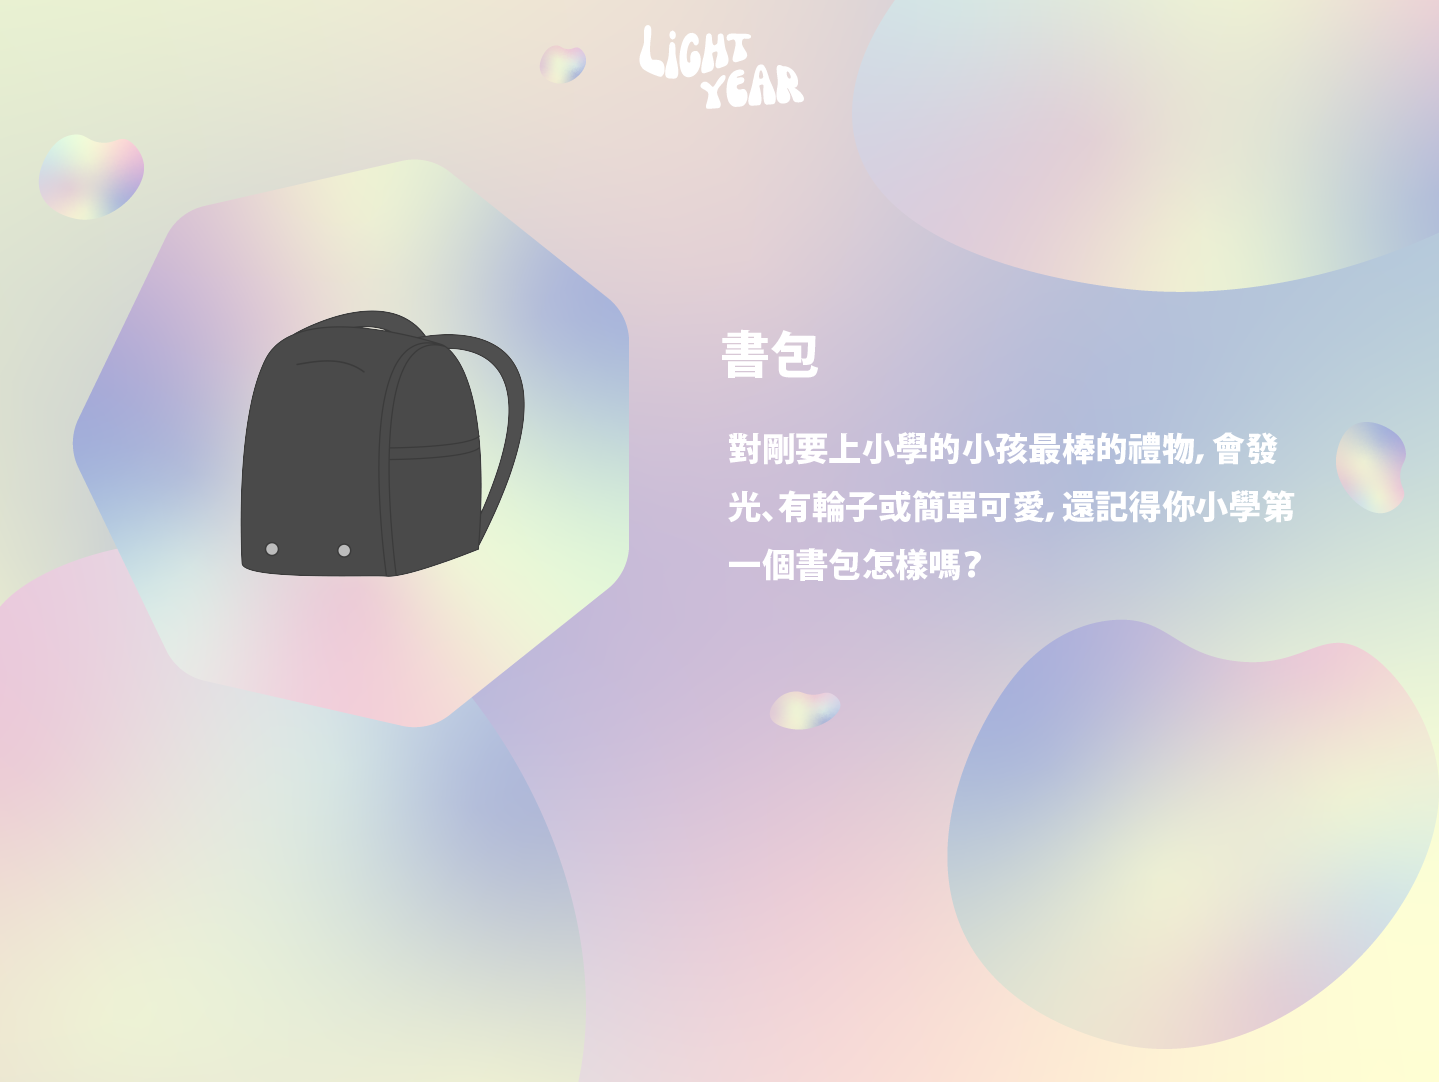 LiGHT
YEAR
書包
對剛要上小學的小孩最棒的禮物，會發
光、有輪子或簡單可愛，還記得你小學第
一個書包怎樣嗎？